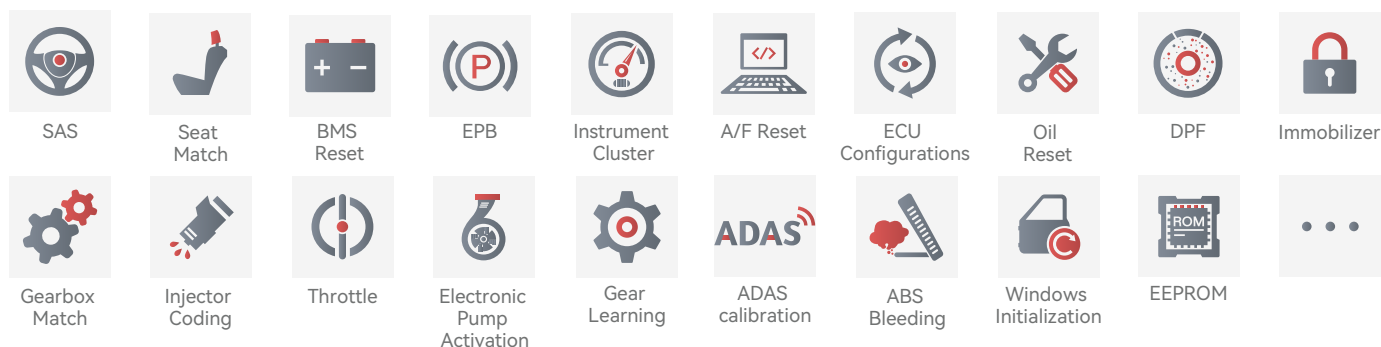 P
</>
SAS
Seat
Match
BMS
Reset
EPB
Instrument
Cluster
A/F Reset
ECU
Configurations
Oil
Reset
DPF
Immobilizer
ADAS
ROM
Gearbox
Match
Injector
Coding
Throttle
Electronic
Pump
Activation
Gear
Learning
ADAS
calibration
ABS
Bleeding
Windows
Initialization
EEPROM